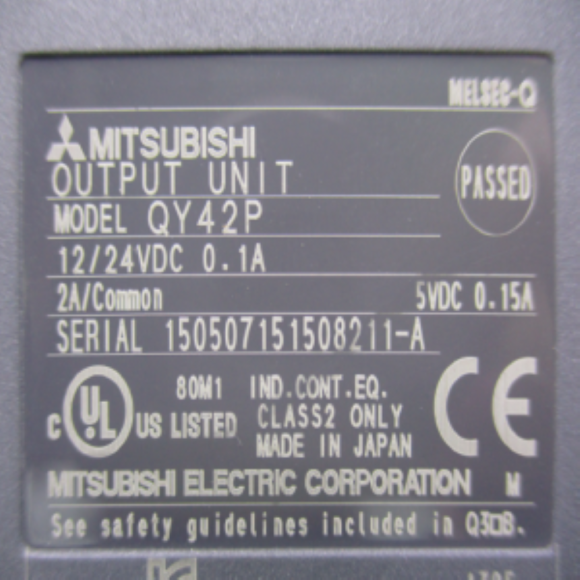 MELSEC-Q
MITSUBISHI
OUTPUT UNIT
PASSED
MODEL QY42P
12/24VDC 0.1A
2A/Common 5VDC 0.15A
SERIAL 150507151508211-A
C UL US LISTED
80M1 IND.CONT.EQ.
CLASS2 ONLY
MADE IN JAPAN
CE
MITSUBISHI ELECTRIC CORPORATION M
See safety guidelines included in Q3□B.